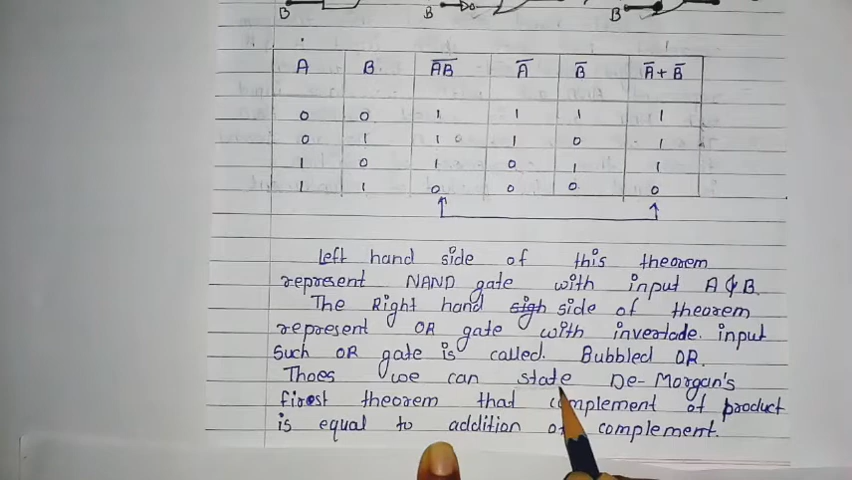 B B B
A B A̅B̅ A̅ B̅ A̅ + B̅
0 0 1 1 1 1
0 1 1 0 1 0 1
1 0 1 0 1 1
1 1 0 0 0 0
Left hand side of this theorem
represent NAND gate with input A & B.
The Right hand sigh side of theorem
represent OR gate with invertade input
Such OR gate is called. Bubbled OR.
Thoes we can state De-Morgan's
first theorem that complement of product
is equal to addition of complement.